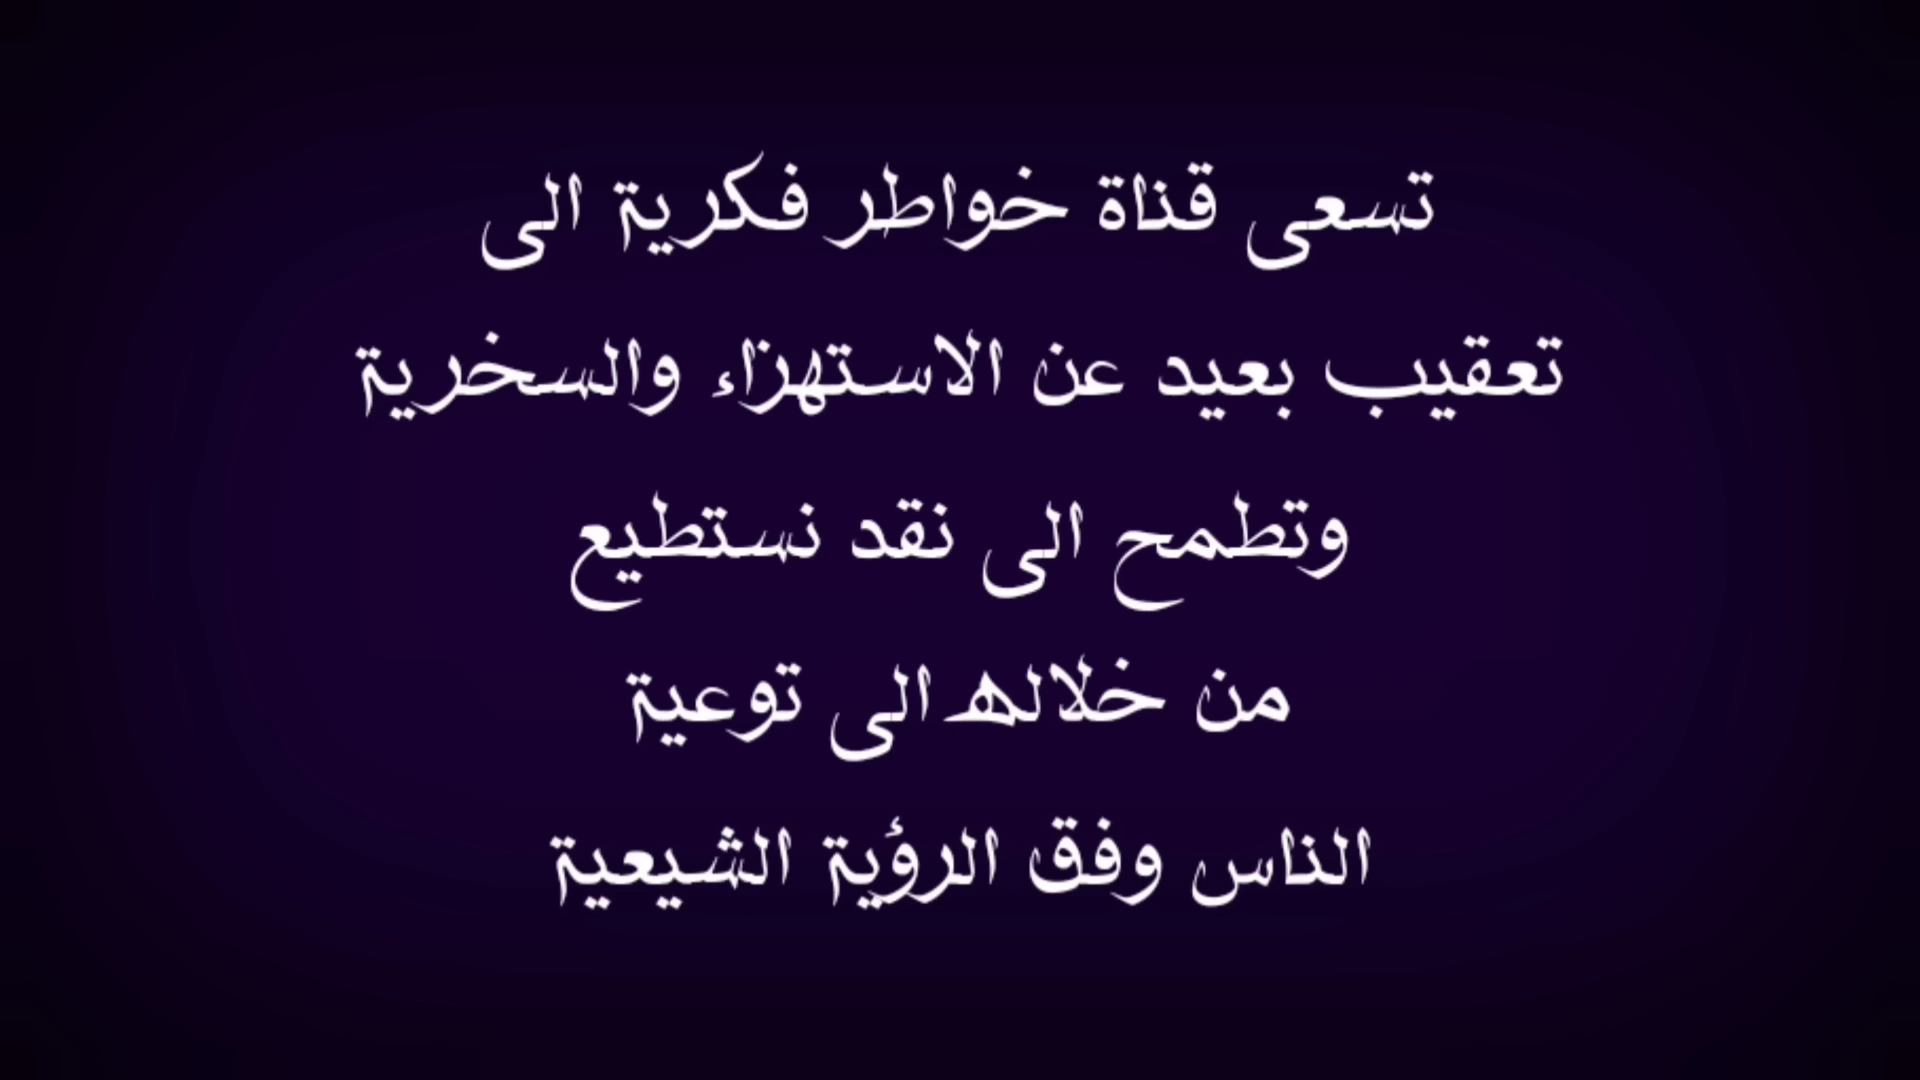 تسعى قناة خواطر فكرية الى
تعقيب بعيد عن الاستهزاء والسخرية
وتطمح الى نقد نستطيع
من خلاله الى توعية
الناس وفق الرؤية الشيعية